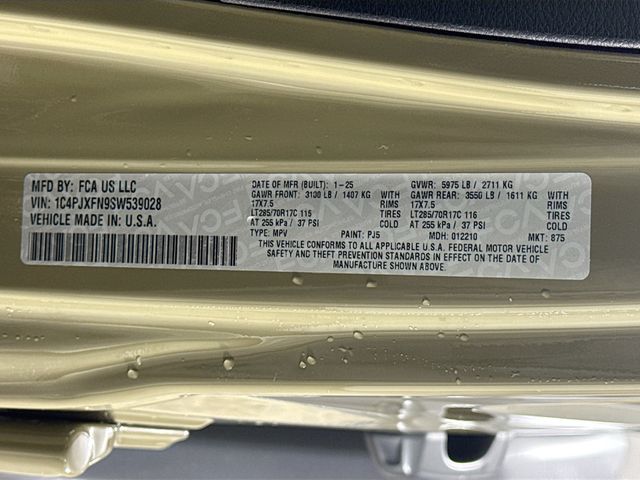 MFD BY: FCA US LLC
VIN: 1C4PJXFN9SW539028
VEHICLE MADE IN U.S.A.
DATE OF MFR (BUILT): 1-25 GVWR: 5975 LB / 2711 KG
GAWR FRONT: 3100 LB / 1407 KG WITH GAWR REAR: 3550 LB / 1611 KG WITH
17X7.5 RIMS 17X7.5 RIMS
LT285/70R17C 116 TIRES LT285/70R17C 116 TIRES
AT 255 kPa / 37 PSI COLD AT 255 kPa / 37 PSI COLD
TYPE: MPV PAINT: PJ5 MDH: 012210 MKT: 875
THIS VEHICLE CONFORMS TO ALL APPLICABLE U.S.A. FEDERAL MOTOR VEHICLE
SAFETY AND THEFT PREVENTION STANDARDS IN EFFECT ON THE DATE OF
MANUFACTURE SHOWN ABOVE.